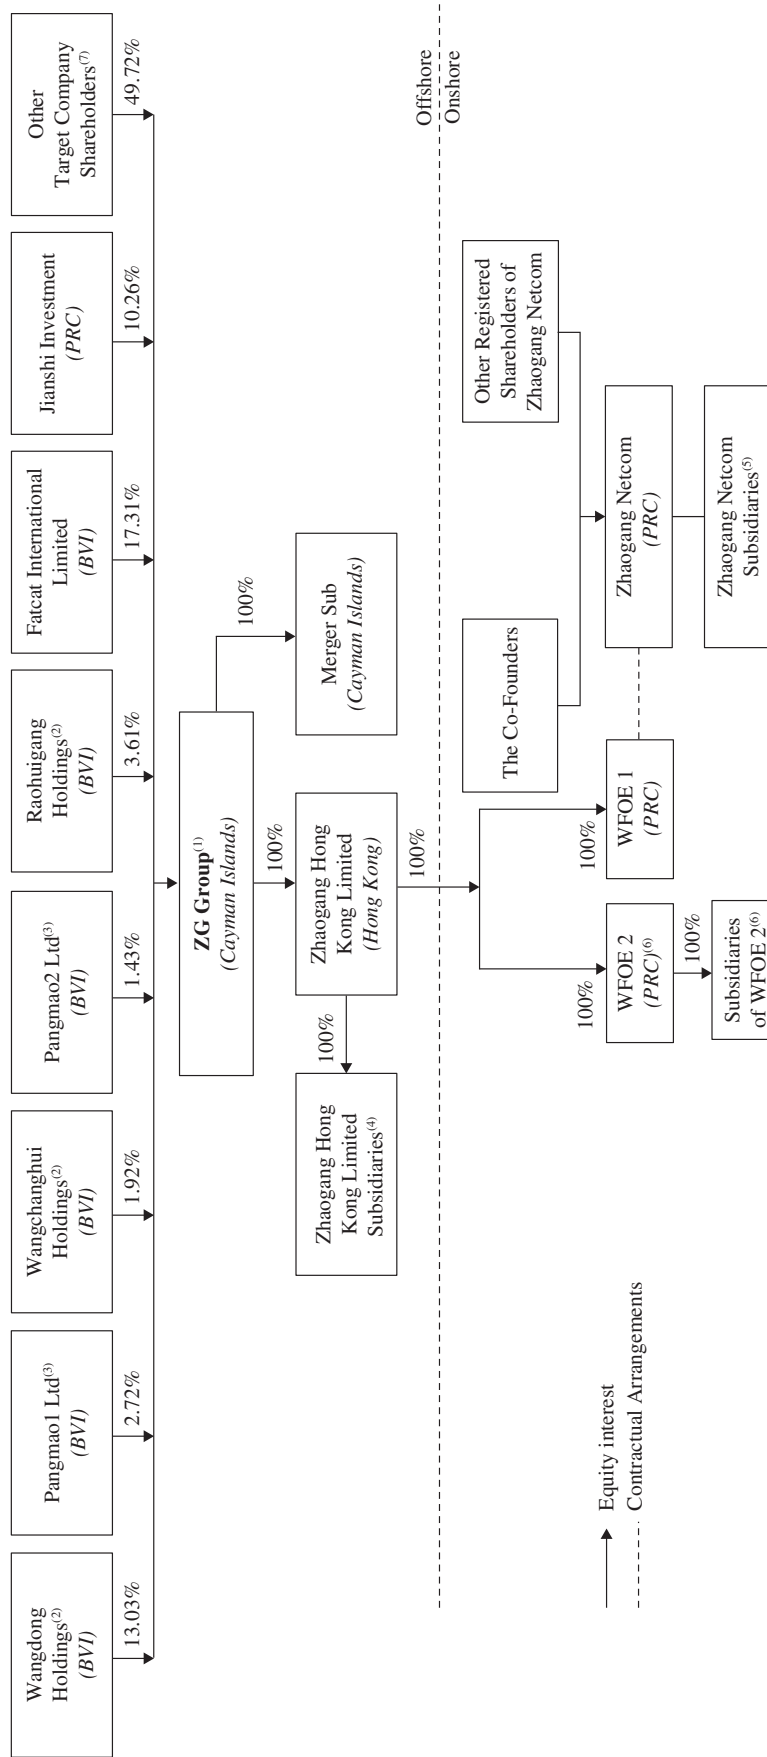 Wangdong
Holdings(2)
(BVI)
Pangmao1 Ltd(3)
(BVI)
Wangchanghui
Holdings(2)
(BVI)
Pangmao2 Ltd(3)
(BVI)
Raohuigang
Holdings(2)
(BVI)
Fatcat International
Limited
(BVI)
Jianshi Investment
(PRC)
Other
Target Company
Shareholders(7)
13.03%
2.72%
1.92%
1.43%
3.61%
17.31%
10.26%
49.72%
ZG Group(1)
(Cayman Islands)
100%
100%
Zhaogang Hong
Kong Limited
Subsidiaries(4)
100%
Zhaogang Hong
Kong Limited
(Hong Kong)
Merger Sub
(Cayman Islands)
100%
Offshore
Onshore
The Co-Founders
Other Registered
Shareholders of
Zhaogang Netcom
100%
100%
WFOE 2
(PRC)(6)
WFOE 1
(PRC)
Zhaogang Netcom
(PRC)
100%
Subsidiaries
of WFOE 2(6)
Zhaogang Netcom
Subsidiaries(5)
Equity interest
Contractual Arrangements